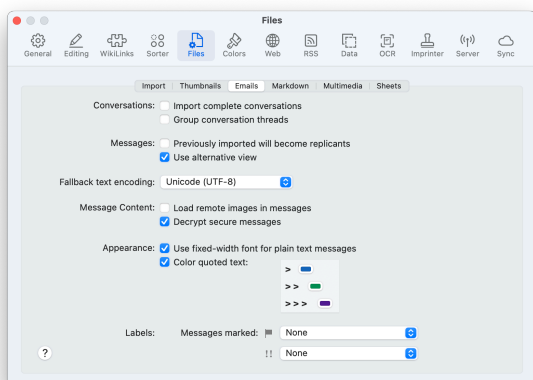 Files
General Editing WikiLinks Sorter Files Colors Web RSS Data OCR Imprinter Server Sync
Import Thumbnails Emails Markdown Multimedia Sheets
Conversations: Import complete conversations
Group conversation threads
Messages: Previously imported will become replicants
Use alternative view
Fallback text encoding: Unicode (UTF-8)
Message Content: Load remote images in messages
Decrypt secure messages
Appearance: Use fixed-width font for plain text messages
Color quoted text:
>
> >
> > >
Labels: Messages marked: None
!! None
?